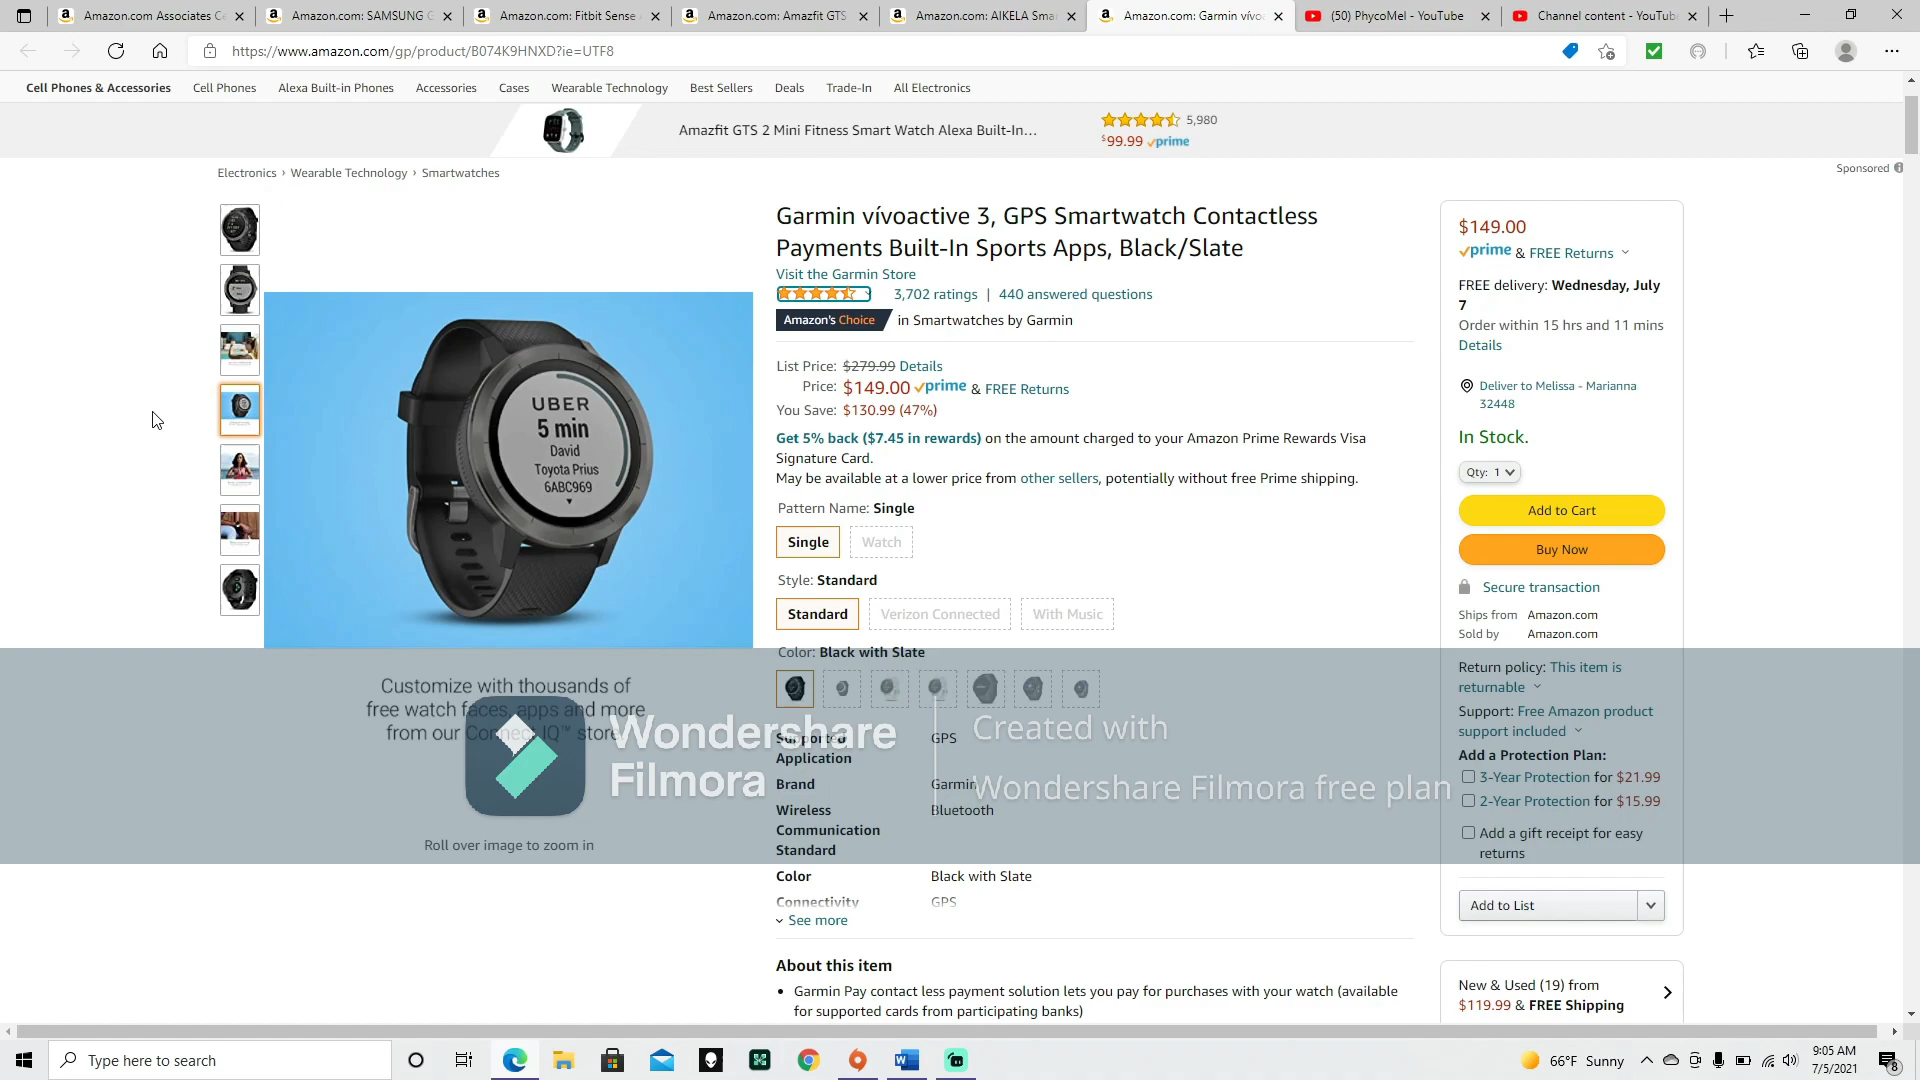 Amazon.com Associates Ce
Amazon.com: SAMSUNG G
Amazon.com: Fitbit Sense A
Amazon.com: Amazfit GTS
Amazon.com: AIKELA Smar
Amazon.com: Garmin vívoa
(50) PhycoMel - YouTube
Channel content - YouTube
https://www.amazon.com/gp/product/B074K9HNXD?ie=UTF8
Cell Phones & Accessories Cell Phones Alexa Built-in Phones Accessories Cases Wearable Technology Best Sellers Deals Trade-In All Electronics
Amazfit GTS 2 Mini Fitness Smart Watch Alexa Built-In…
5,980
$99.99 prime
Sponsored
Electronics › Wearable Technology › Smartwatches
Garmin vívoactive 3, GPS Smartwatch Contactless
Payments Built-In Sports Apps, Black/Slate
Visit the Garmin Store
3,702 ratings | 440 answered questions
Amazon's Choice in Smartwatches by Garmin
List Price: $279.99 Details
Price: $149.00 prime & FREE Returns
You Save: $130.99 (47%)
Get 5% back ($7.45 in rewards) on the amount charged to your Amazon Prime Rewards Visa
Signature Card.
May be available at a lower price from other sellers, potentially without free Prime shipping.
Pattern Name: Single
Single Watch
Style: Standard
Standard Verizon Connected With Music
Color: Black with Slate
Supported GPS
Application
Brand Garmin
Wireless Bluetooth
Communication
Standard
Color Black with Slate
Connectivity GPS
See more
About this item
• Garmin Pay contact less payment solution lets you pay for purchases with your watch (available
for supported cards from participating banks)
UBER
5 min
David
Toyota Prius
6ABC969
Customize with thousands of
free watch faces, apps and more
from our Connect IQ™ store
Roll over image to zoom in
Wondershare
Filmora
Created with
Wondershare Filmora free plan
$149.00
prime & FREE Returns
FREE delivery: Wednesday, July
7
Order within 15 hrs and 11 mins
Details
Deliver to Melissa - Marianna
32448
In Stock.
Qty: 1
Add to Cart
Buy Now
Secure transaction
Ships from Amazon.com
Sold by Amazon.com
Return policy: This item is
returnable
Support: Free Amazon product
support included
Add a Protection Plan:
3-Year Protection for $21.99
2-Year Protection for $15.99
Add a gift receipt for easy
returns
Add to List
New & Used (19) from
$119.99 & FREE Shipping
Type here to search
66°F Sunny
9:05 AM
7/5/2021
8